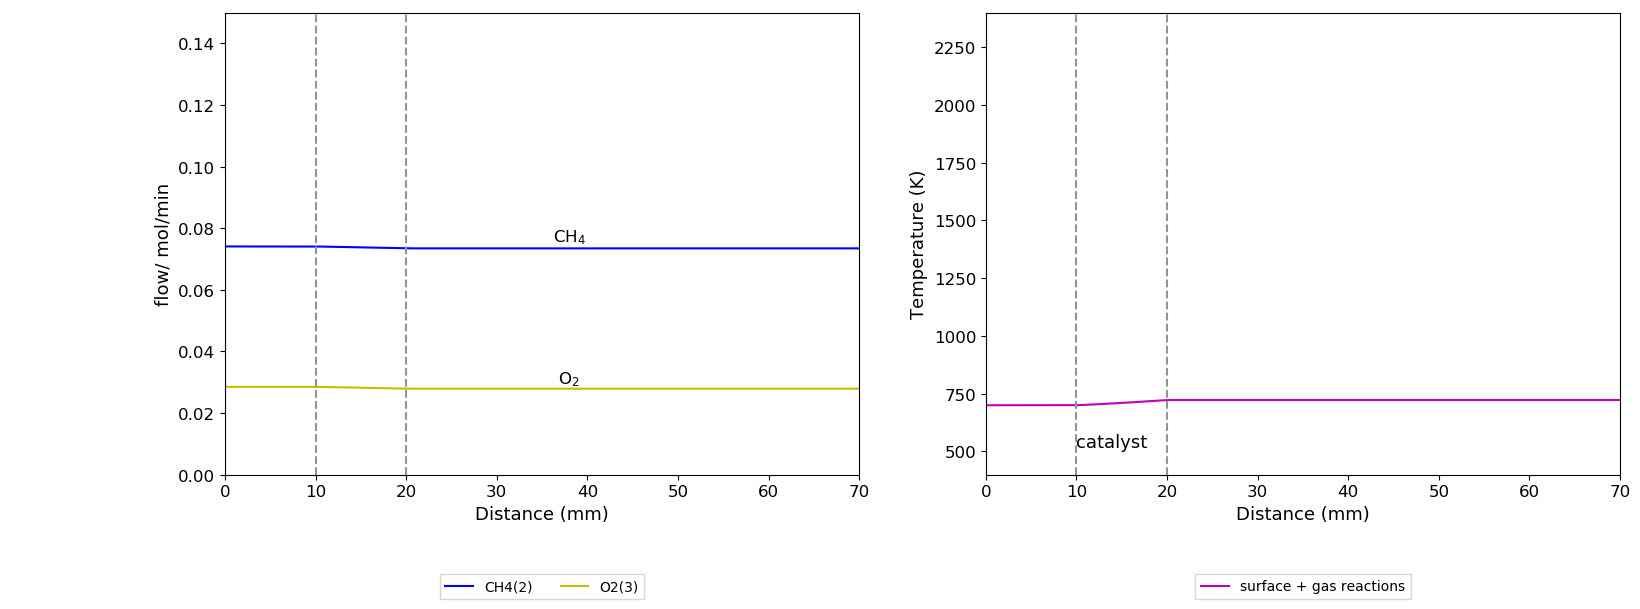 0.14
0.12
0.10
0.08
0.06
0.04
0.02
0.00
flow/ mol/min
CH₄
O₂
0 10 20 30 40 50 60 70
Distance (mm)
CH4(2) O2(3)
2250
2000
1750
1500
1250
1000
750
500
Temperature (K)
catalyst
0 10 20 30 40 50 60 70
Distance (mm)
surface + gas reactions